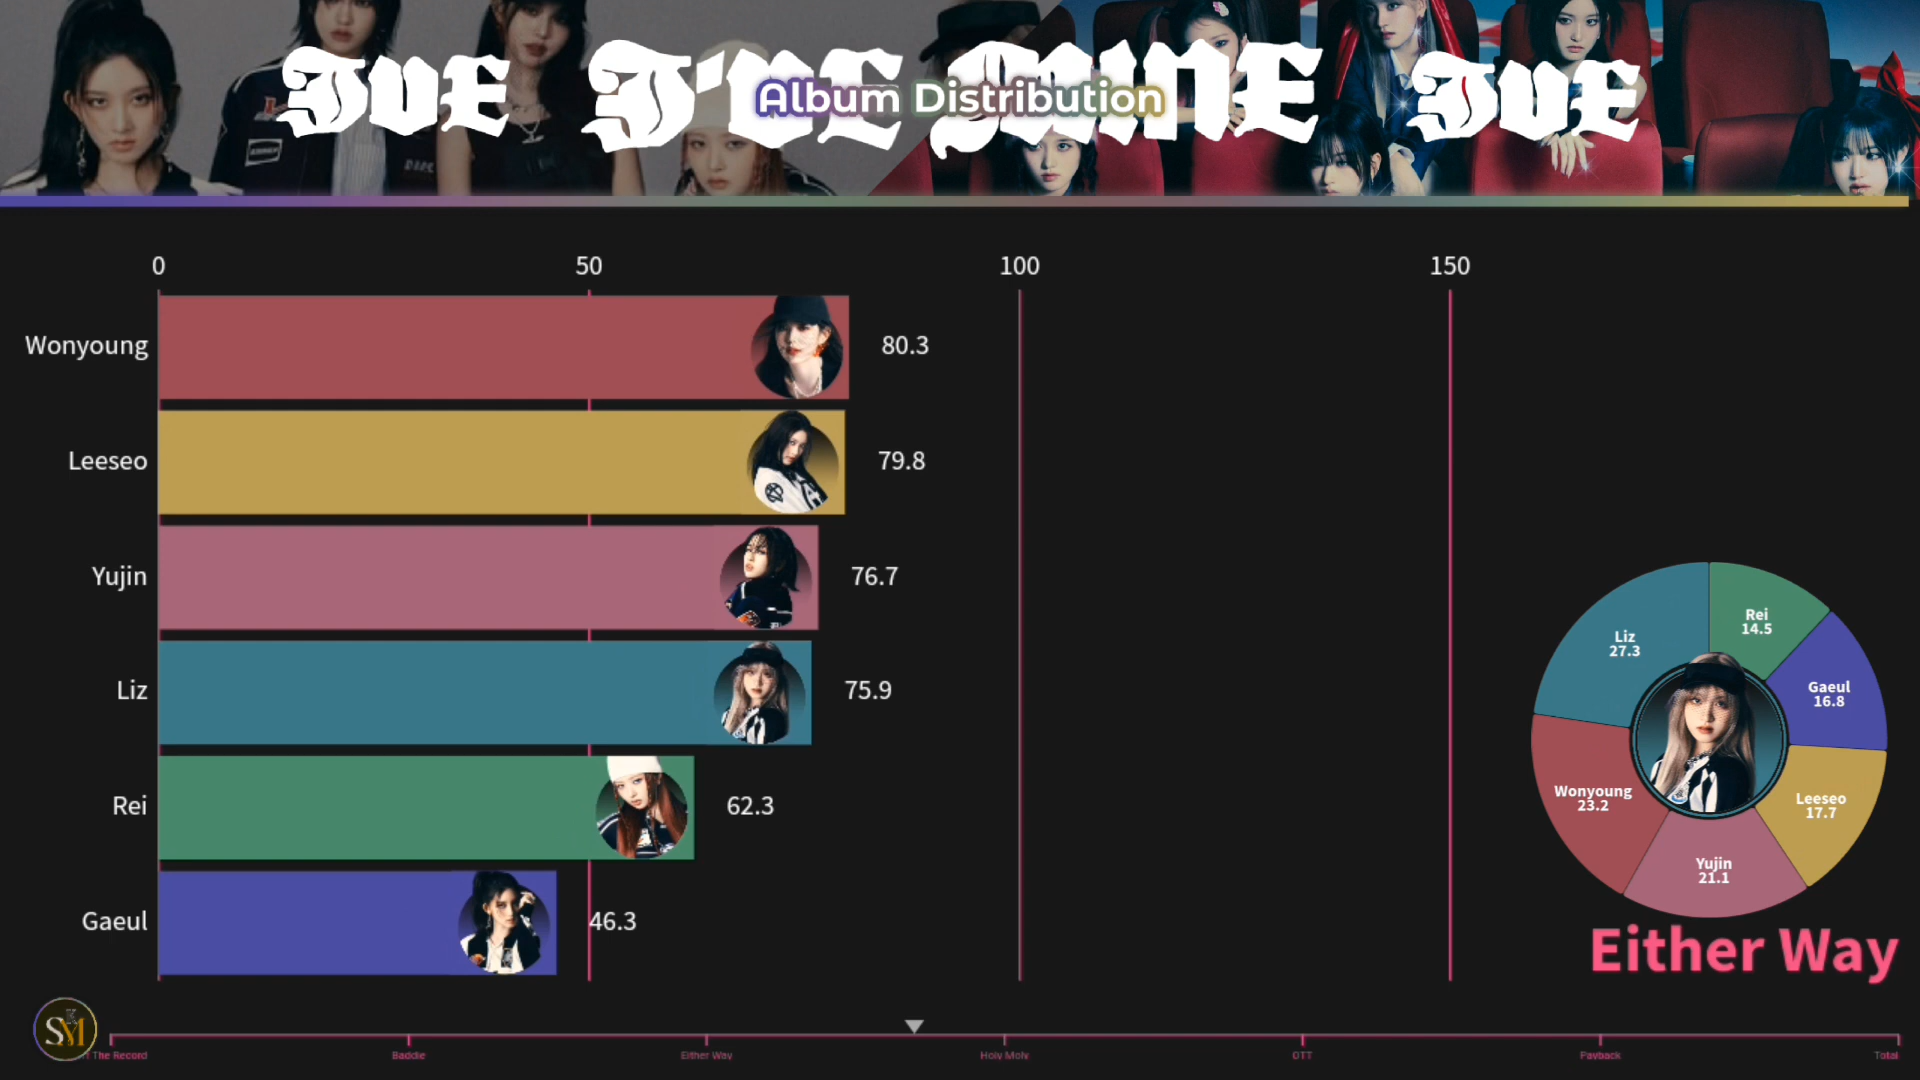 IVE I'VE MINE IVE
Album Distribution
0 50 100 150
Wonyoung 80.3
Leeseo 79.8
Yujin 76.7
Liz 75.9
Rei 62.3
Gaeul 46.3
Rei
14.5
Liz
27.3
Gaeul
16.8
Wonyoung
23.2
Leeseo
17.7
Yujin
21.1
Either Way
SKM
The Record Baddie Either Way Holy Moly OTT Payback Total